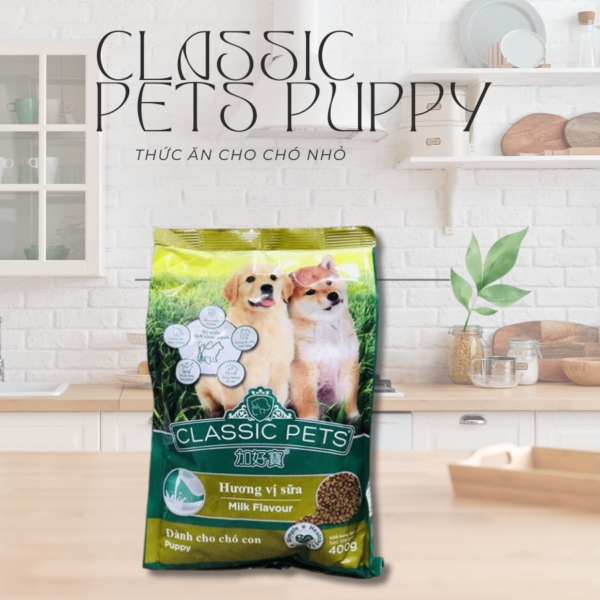 CLASSIC
PETS PUPPY
THỨC ĂN CHO CHÓ NHỎ
CLASSIC PETS
加好寶
Hương vị sữa
Milk Flavour
Dành cho chó con
Puppy
400g